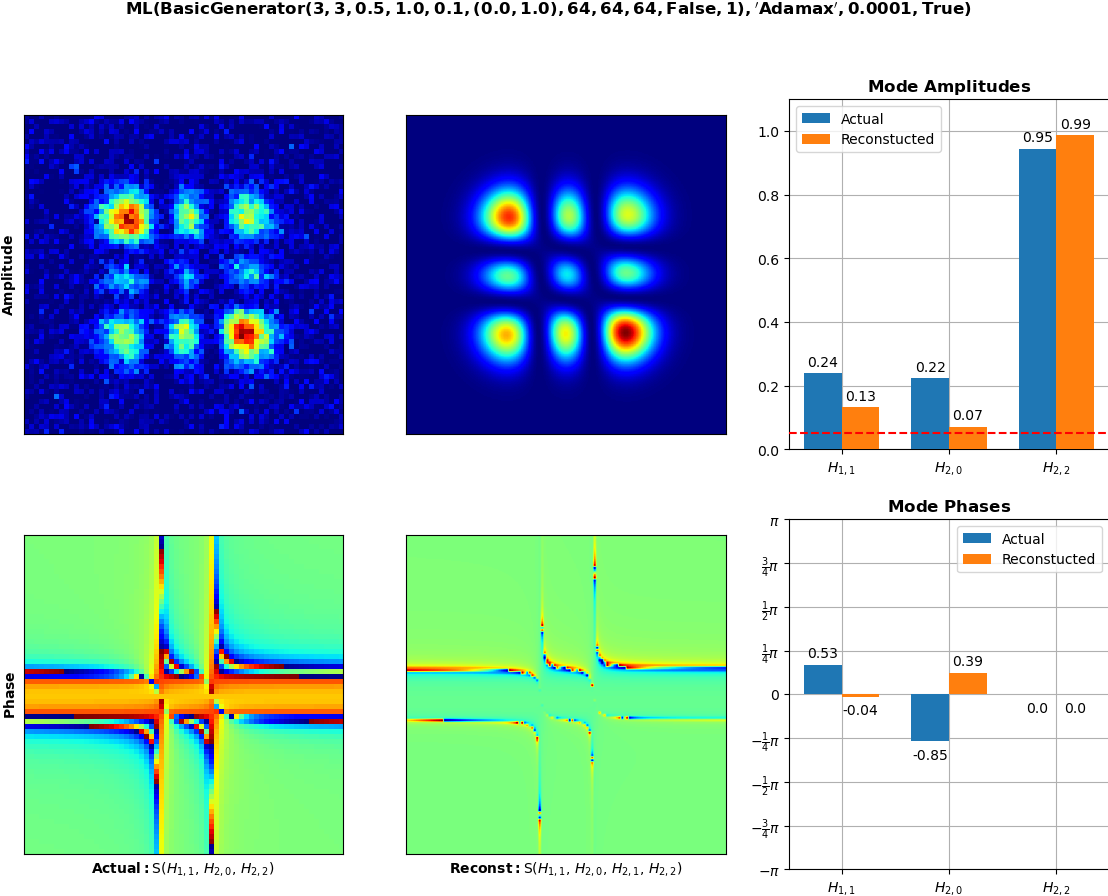 ML(BasicGenerator(3, 3, 0.5, 1.0, 0.1, (0.0, 1.0), 64, 64, 64, False, 1), ′Adamax′, 0.0001, True)
Amplitude
Mode Amplitudes
Actual
Reconstucted
1.0
0.8
0.6
0.4
0.2
0.0
0.24
0.13
0.22
0.07
0.95
0.99
H1,1
H2,0
H2,2
Phase
Actual: S(H1,1, H2,0, H2,2)
Reconst: S(H1,1, H2,0, H2,1, H2,2)
Mode Phases
Actual
Reconstucted
π
3/4π
1/2π
1/4π
0
−1/4π
−1/2π
−3/4π
−π
0.53
-0.04
-0.85
0.39
0.0
0.0
H1,1
H2,0
H2,2